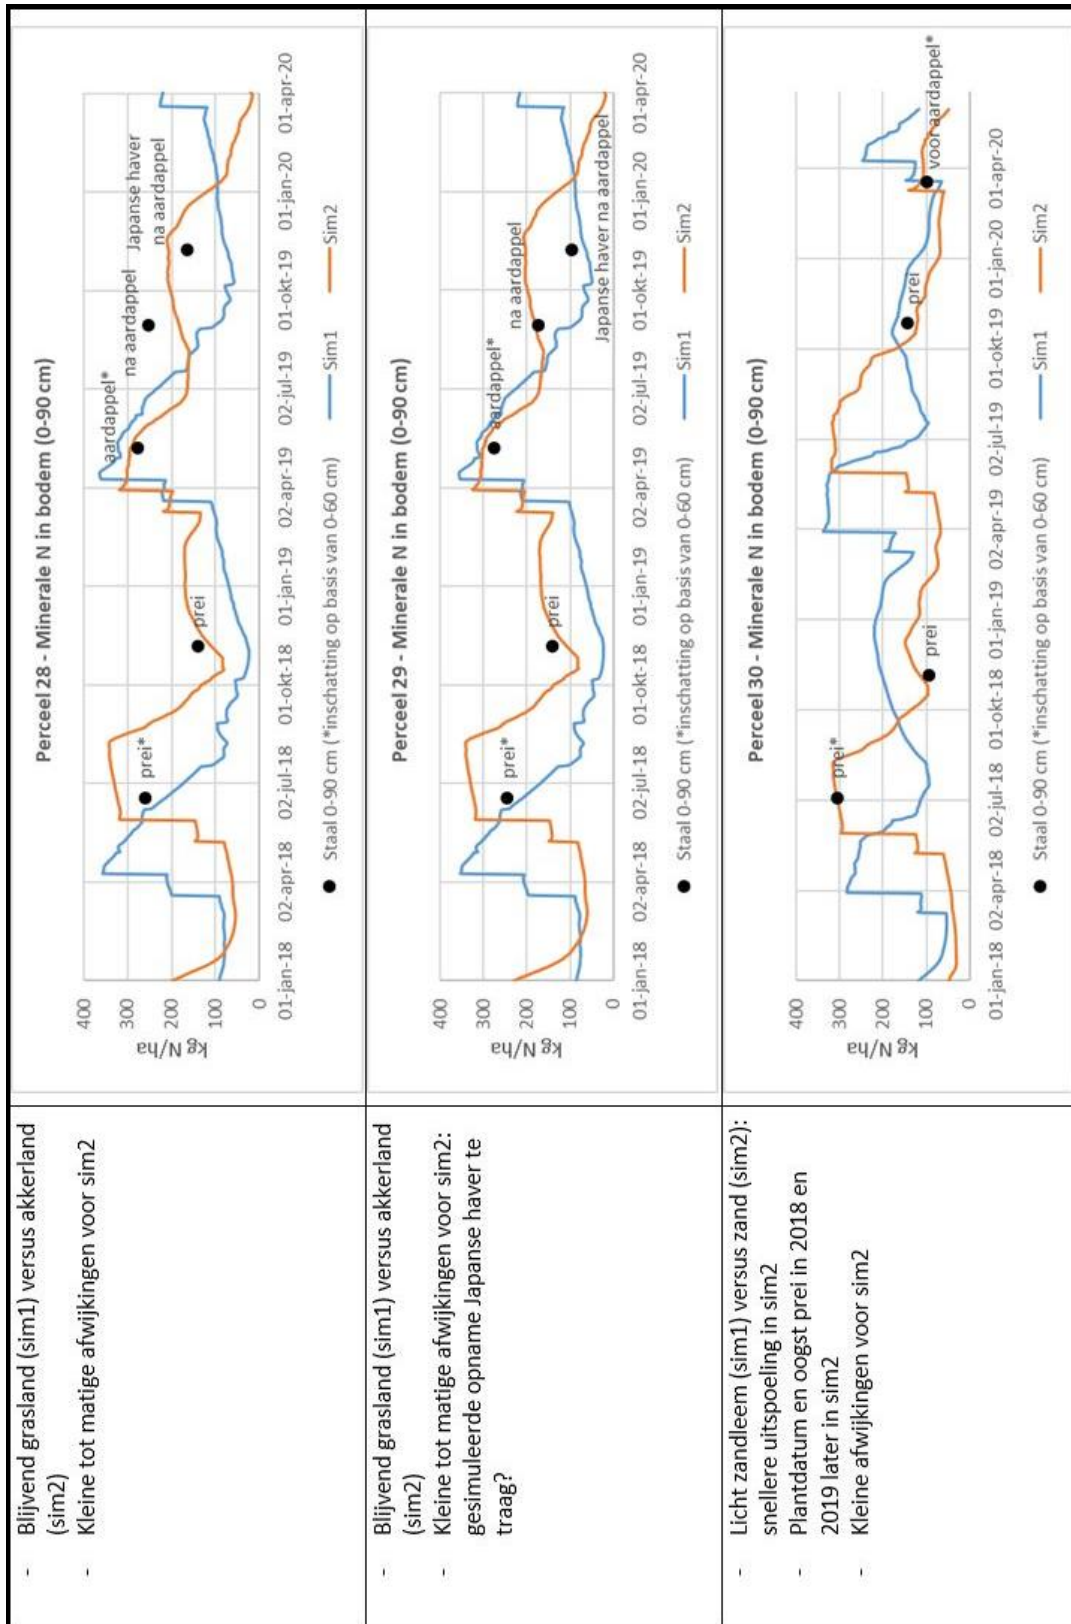 - Blijvend grasland (sim1) versus akkerland
(sim2)
- Kleine tot matige afwijkingen voor sim2
Perceel 28 - Minerale N in bodem (0-90 cm)
kg N/ha
400
300
200
100
0
prei*
prei
aardappel*
na aardappel
Japanse haver
na aardappel
01-jan-18
02-apr-18
02-jul-18
01-okt-18
01-jan-19
02-apr-19
02-jul-19
01-okt-19
01-jan-20
01-apr-20
Staal 0-90 cm (*inschatting op basis van 0-60 cm)
Sim1
Sim2
- Blijvend grasland (sim1) versus akkerland
(sim2)
- Kleine tot matige afwijkingen voor sim2:
gesimuleerde opname Japanse haver te
traag?
Perceel 29 - Minerale N in bodem (0-90 cm)
kg N/ha
400
300
200
100
0
prei*
prei
aardappel*
na aardappel
Japanse haver na aardappel
01-jan-18
02-apr-18
02-jul-18
01-okt-18
01-jan-19
02-apr-19
02-jul-19
01-okt-19
01-jan-20
01-apr-20
Staal 0-90 cm (*inschatting op basis van 0-60 cm)
Sim1
Sim2
- Licht zandleem (sim1) versus zand (sim2):
snellere uitspoeling in sim2
- Plantdatum en oogst prei in 2018 en
2019 later in sim2
- Kleine afwijkingen voor sim2
Perceel 30 - Minerale N in bodem (0-90 cm)
kg N/ha
400
300
200
100
0
prei*
prei
prei
voor aardappel*
01-jan-18
02-apr-18
02-jul-18
01-okt-18
01-jan-19
02-apr-19
02-jul-19
01-okt-19
01-jan-20
01-apr-20
Staal 0-90 cm (*inschatting op basis van 0-60 cm)
Sim1
Sim2